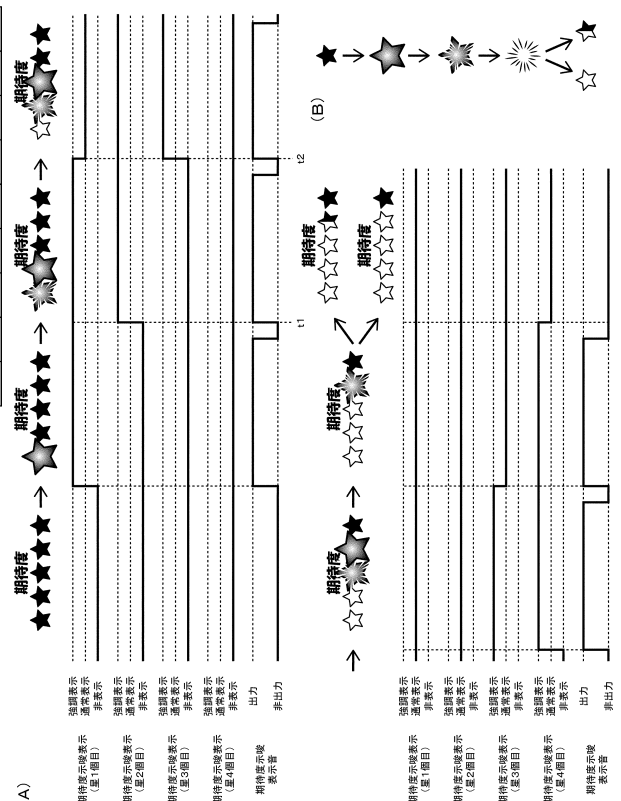 A)
期待度
期待度
期待度
期待度
期待度示唆表示
(星1個目)
強調表示
通常表示
非表示
期待度示唆表示
(星2個目)
強調表示
通常表示
非表示
期待度示唆表示
(星3個目)
強調表示
通常表示
非表示
期待度示唆表示
(星4個目)
強調表示
通常表示
非表示
期待度示唆
表示音
出力
非出力
t1
t2
期待度
期待度
期待度
期待度
期待度示唆表示
(星1個目)
強調表示
通常表示
非表示
期待度示唆表示
(星2個目)
強調表示
通常表示
非表示
期待度示唆表示
(星3個目)
強調表示
通常表示
非表示
期待度示唆表示
(星4個目)
強調表示
通常表示
非表示
期待度示唆
表示音
出力
非出力
(B)